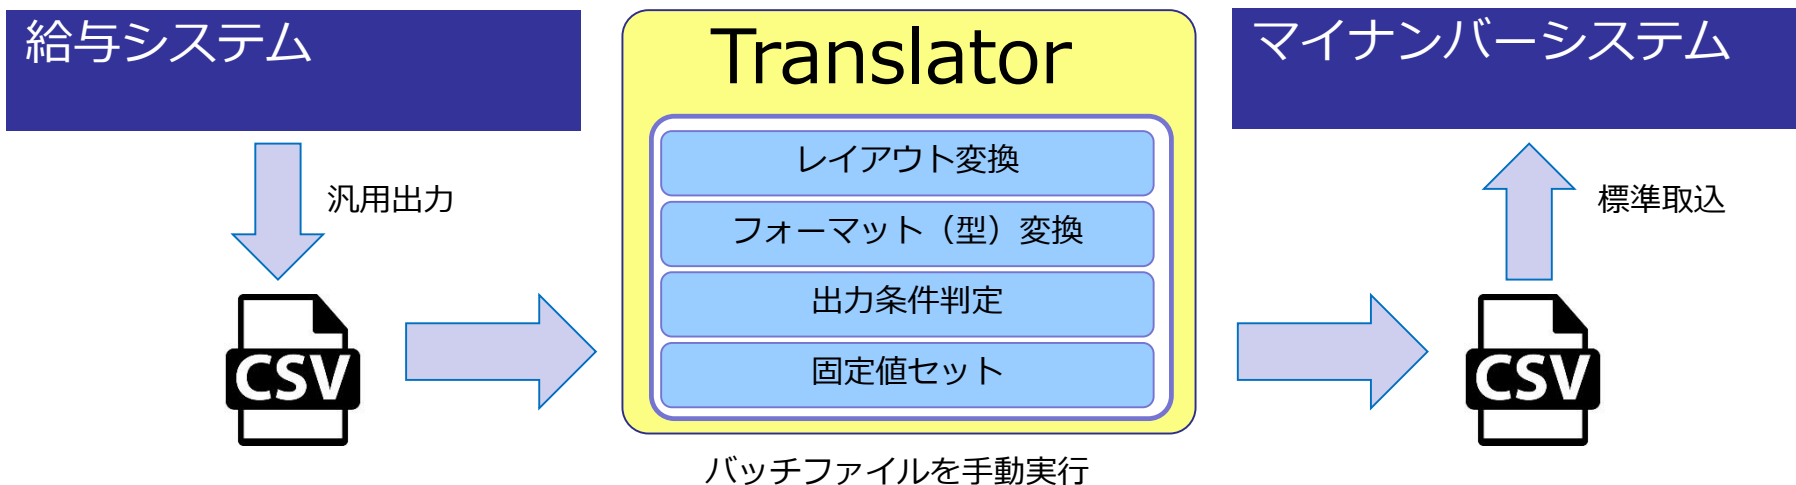 給与システム
Translator
マイナンバーシステム
レイアウト変換
汎用出力
フォーマット（型）変換
標準取込
出力条件判定
固定値セット
CSV
CSV
バッチファイルを手動実行